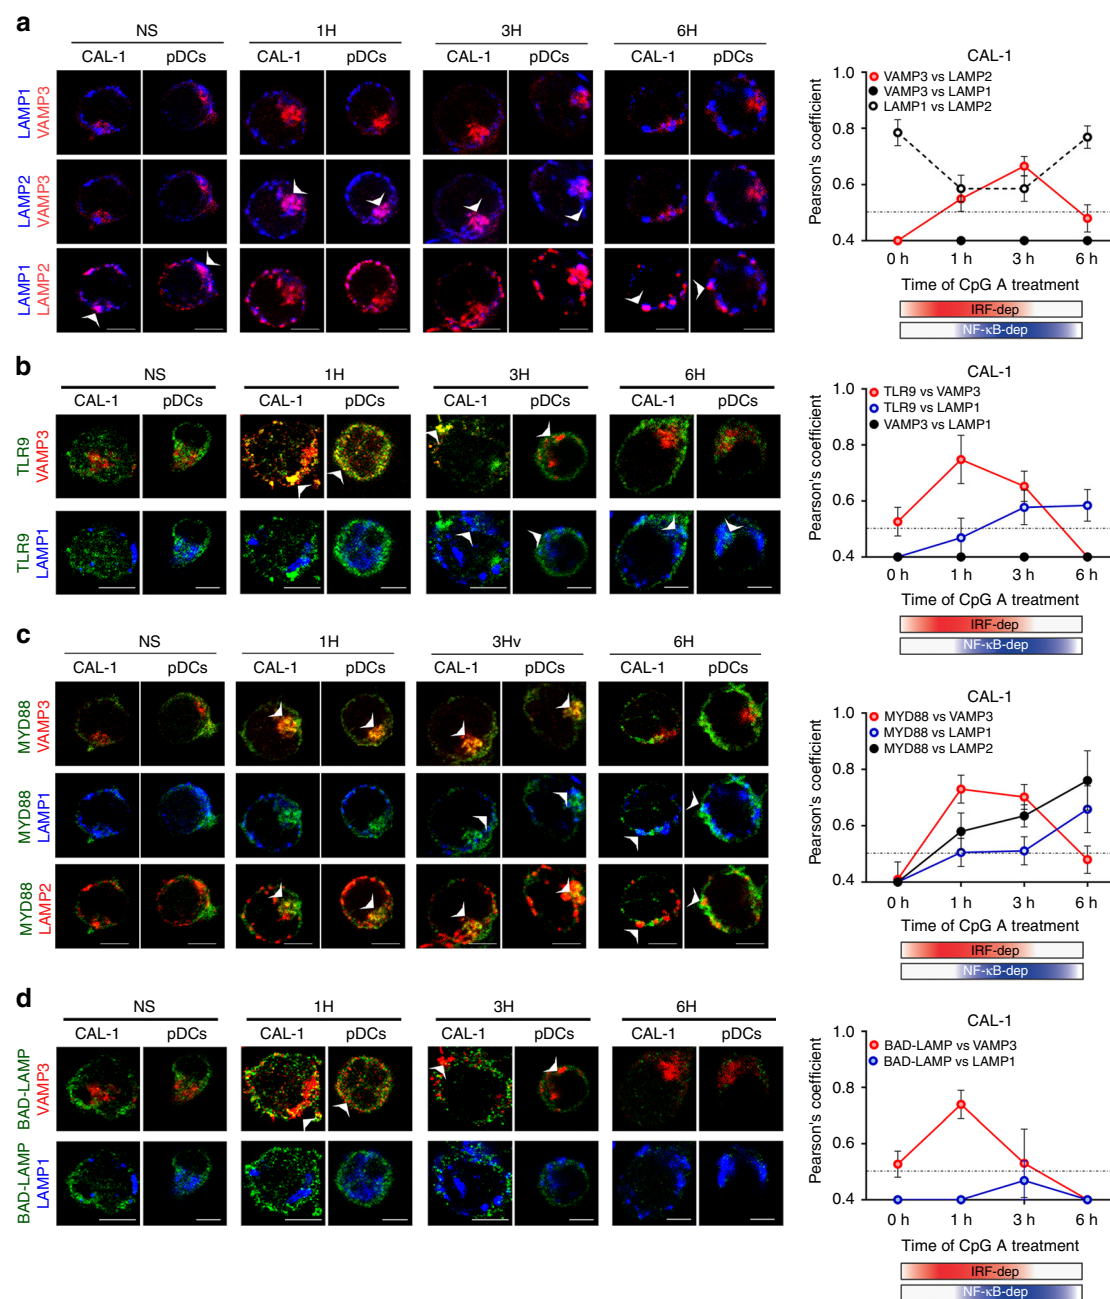 a
NS
1H
3H
6H
CAL-1
pDCs
CAL-1
pDCs
CAL-1
pDCs
CAL-1
pDCs
LAMP1
VAMP3
LAMP2
VAMP3
LAMP1
LAMP2
CAL-1
VAMP3 vs LAMP2
VAMP3 vs LAMP1
LAMP1 vs LAMP2
Pearson's coefficient
1.0
0.8
0.6
0.4
0 h
1 h
3 h
6 h
Time of CpG A treatment
IRF-dep
NF-κB-dep
b
NS
1H
3H
6H
CAL-1
pDCs
CAL-1
pDCs
CAL-1
pDCs
CAL-1
pDCs
TLR9
VAMP3
TLR9
LAMP1
CAL-1
TLR9 vs VAMP3
TLR9 vs LAMP1
VAMP3 vs LAMP1
Pearson's coefficient
1.0
0.8
0.6
0.4
0 h
1 h
3 h
6 h
Time of CpG A treatment
IRF-dep
NF-κB-dep
c
NS
1H
3Hv
6H
CAL-1
pDCs
CAL-1
pDCs
CAL-1
pDCs
CAL-1
pDCs
MYD88
VAMP3
MYD88
LAMP1
MYD88
LAMP2
CAL-1
MYD88 vs VAMP3
MYD88 vs LAMP1
MYD88 vs LAMP2
Pearson's coefficient
1.0
0.8
0.6
0.4
0 h
1 h
3 h
6 h
Time of CpG A treatment
IRF-dep
NF-κB-dep
d
NS
1H
3H
6H
CAL-1
pDCs
CAL-1
pDCs
CAL-1
pDCs
CAL-1
pDCs
BAD-LAMP
VAMP3
BAD-LAMP
LAMP1
CAL-1
BAD-LAMP vs VAMP3
BAD-LAMP vs LAMP1
Pearson's coefficient
1.0
0.8
0.6
0.4
0 h
1 h
3 h
6 h
Time of CpG A treatment
IRF-dep
NF-κB-dep